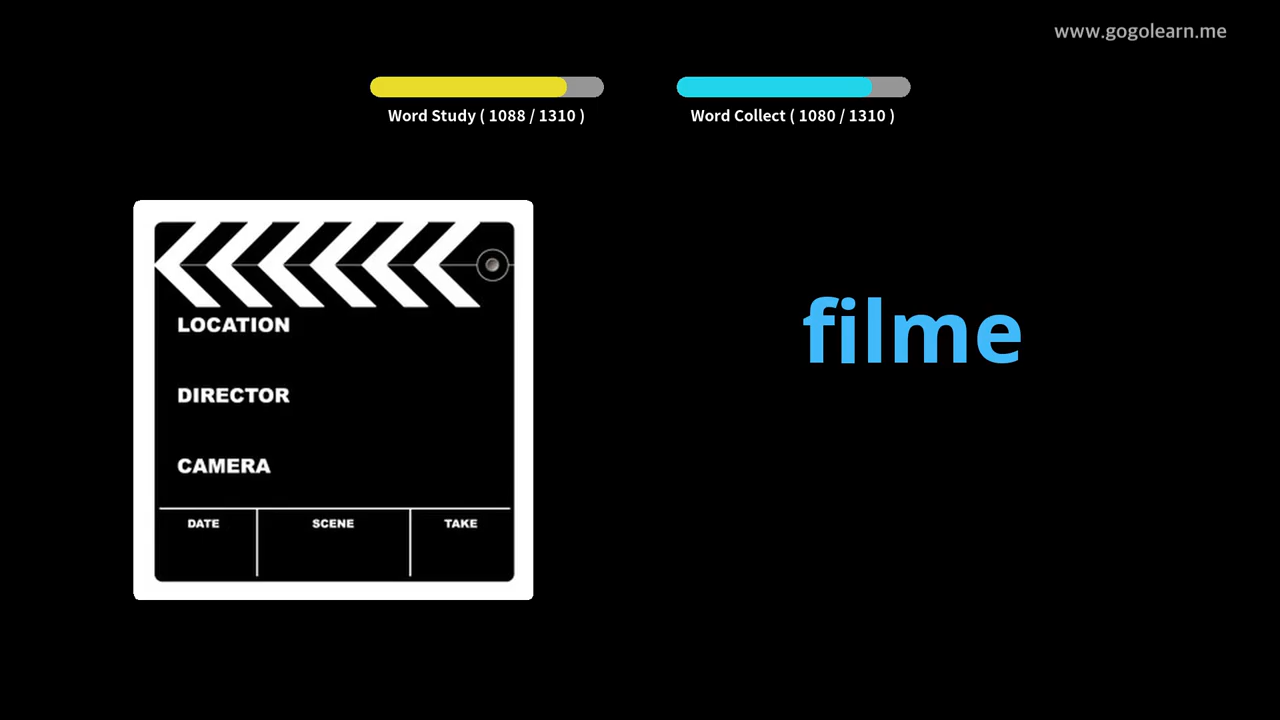 www.gogolearn.me
Word Study ( 1088 / 1310 )
Word Collect ( 1080 / 1310 )
LOCATION
DIRECTOR
CAMERA
DATE
SCENE
TAKE
filme